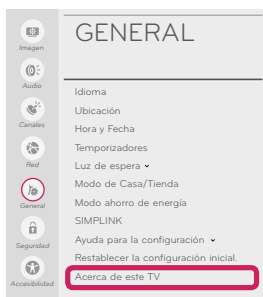 GENERAL
Imagen
Audio
Canales
Red
General
Seguridad
Accesibilidad
Idioma
Ubicación
Hora y Fecha
Temporizadores
Luz de espera
Modo de Casa/Tienda
Modo ahorro de energía
SIMPLINK
Ayuda para la configuración
Restablecer la configuración inicial.
Acerca de este TV